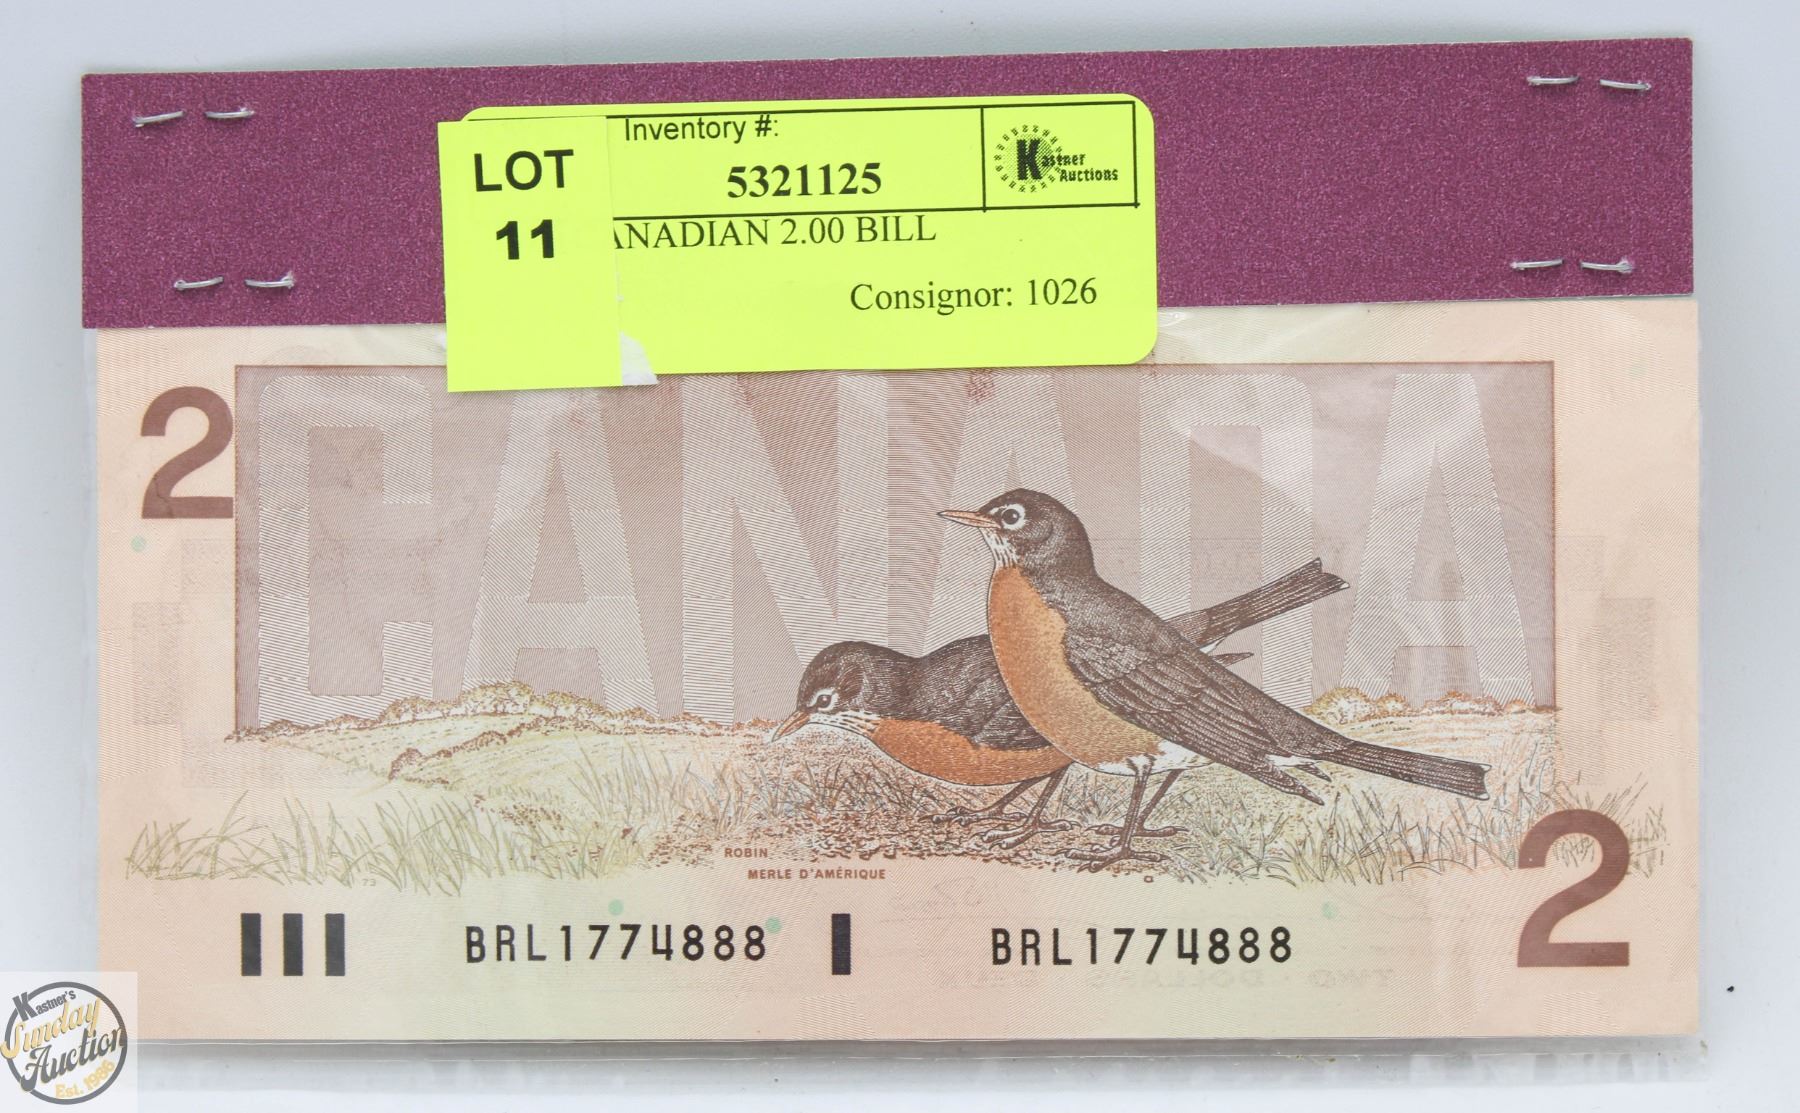 Inventory #:
LOT
11
5321125
Kastner
Auctions
ANADIAN 2.00 BILL
Consignor: 1026
CANADA
2
ROBIN
MERLE D'AMÉRIQUE
73
2
BRL1774888
BRL1774888
Kastner's
Sunday
Auction
Est. 1986